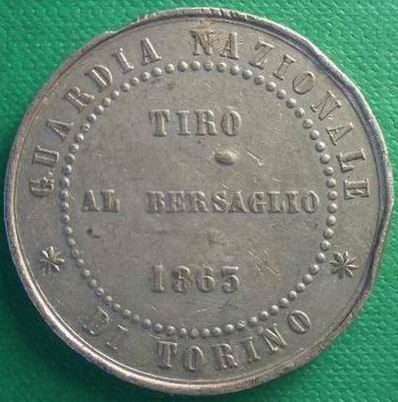 GUARDIA NAZIONALE
TIRO
AL BERSAGLIO
1863
DI TORINO